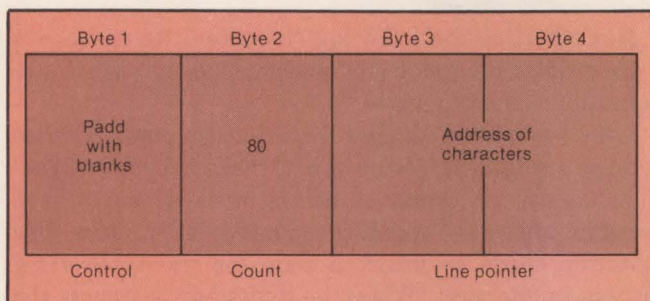 Byte 1 Byte 2 Byte 3 Byte 4
Padd
with
blanks
80
Address of
characters
Control Count Line pointer